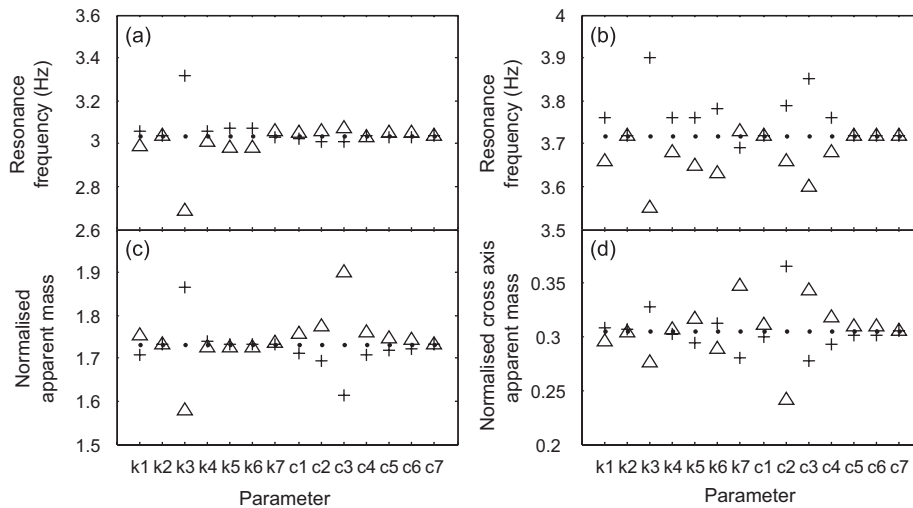 (a)
Resonance
frequency (Hz)
3.6
3.4
3.2
3
2.8
2.6
(b)
Resonance
frequency (Hz)
4
3.9
3.8
3.7
3.6
3.5
(c)
Normalised
apparent mass
1.9
1.8
1.7
1.6
1.5
k1 k2 k3 k4 k5 k6 k7 c1 c2 c3 c4 c5 c6 c7
Parameter
(d)
Normalised cross axis
apparent mass
0.35
0.3
0.25
0.2
k1 k2 k3 k4 k5 k6 k7 c1 c2 c3 c4 c5 c6 c7
Parameter